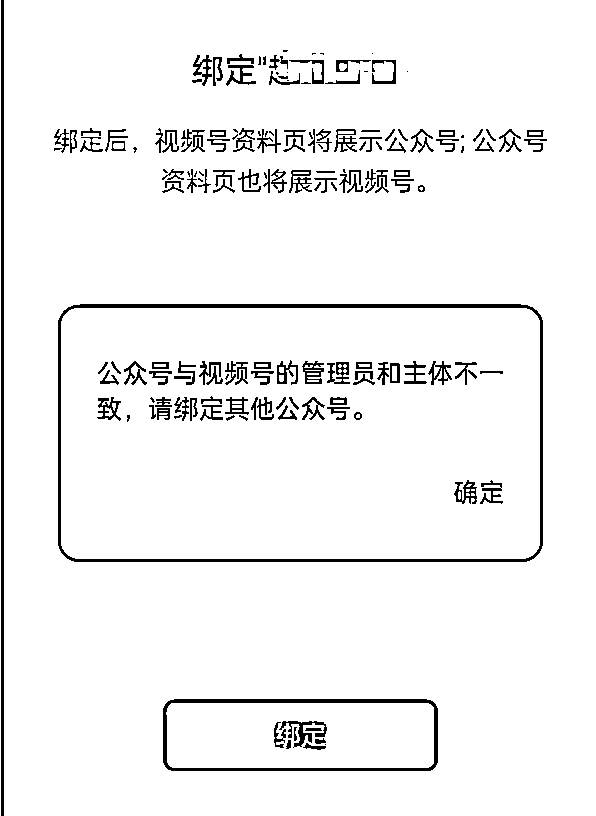 绑定"
绑定后，视频号资料页将展示公众号; 公众号
资料页也将展示视频号。
公众号与视频号的管理员和主体不一
致，请绑定其他公众号。
确定
绑定